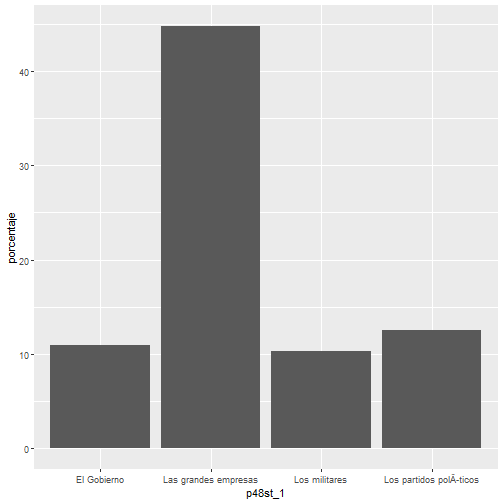 porcentaje
40
30
20
10
0
El Gobierno
Las grandes empresas
Los militares
Los partidos polÃ-ticos
p48st_1